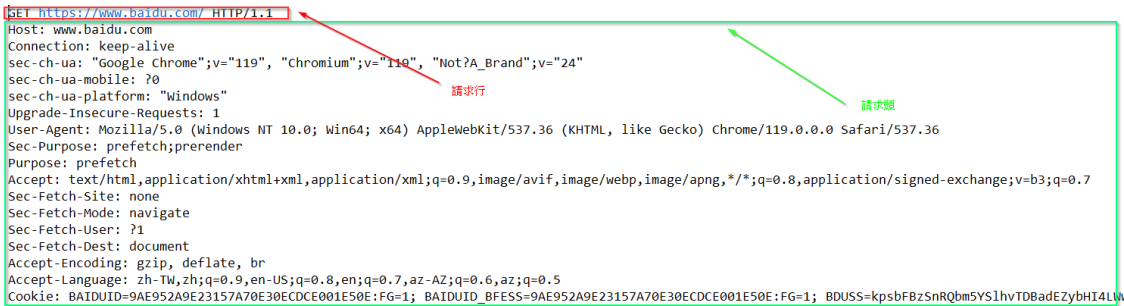 GET https://www.baidu.com/ HTTP/1.1
Host: www.baidu.com
Connection: keep-alive
sec-ch-ua: "Google Chrome";v="119", "Chromium";v="119", "Not?A_Brand";v="24"
sec-ch-ua-mobile: ?0
請求行
sec-ch-ua-platform: "Windows"
請求頭
Upgrade-Insecure-Requests: 1
User-Agent: Mozilla/5.0 (Windows NT 10.0; Win64; x64) AppleWebKit/537.36 (KHTML, like Gecko) Chrome/119.0.0.0 Safari/537.36
Sec-Purpose: prefetch;prerender
Purpose: prefetch
Accept: text/html,application/xhtml+xml,application/xml;q=0.9,image/avif,image/webp,image/apng,*/*;q=0.8,application/signed-exchange;v=b3;q=0.7
Sec-Fetch-Site: none
Sec-Fetch-Mode: navigate
Sec-Fetch-User: ?1
Sec-Fetch-Dest: document
Accept-Encoding: gzip, deflate, br
Accept-Language: zh-TW,zh;q=0.9,en-US;q=0.8,en;q=0.7,az-AZ;q=0.6,az;q=0.5
Cookie: BAIDUID=9AE952A9E23157A70E30ECDCE001E50E:FG=1; BAIDUID_BFESS=9AE952A9E23157A70E30ECDCE001E50E:FG=1; BDUSS=kpsbFBzSnRQbm5YSlhvTDBadEZybHI4LW